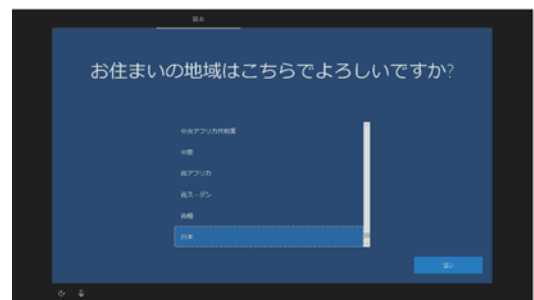 基本
お住まいの地域はこちらでよろしいですか?
中央アフリカ共和国
中国
南アフリカ
南スーダン
南極
日本
はい